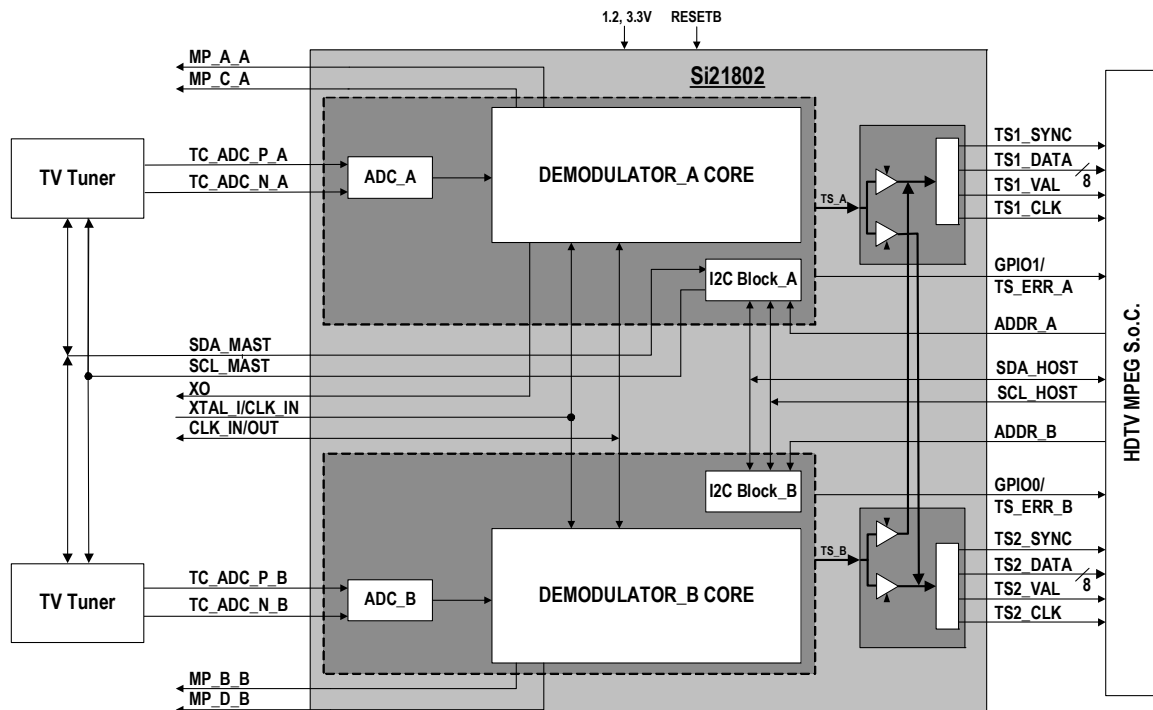 1.2, 3.3V
RESETB
Si21802
MP_A_A
MP_C_A
TV Tuner
TC_ADC_P_A
TC_ADC_N_A
ADC_A
DEMODULATOR_A CORE
I2C Block_A
TS_A
TS1_SYNC
TS1_DATA
8
TS1_VAL
TS1_CLK
GPIO1/
TS_ERR_A
ADDR_A
SDA_HOST
SCL_HOST
ADDR_B
GPIO0/
TS_ERR_B
HDTV MPEG S.o.C.
SDA_MAST
SCL_MAST
XO
XTAL_I/CLK_IN
CLK_IN/OUT
I2C Block_B
TV Tuner
TC_ADC_P_B
TC_ADC_N_B
ADC_B
DEMODULATOR_B CORE
TS_B
TS2_SYNC
TS2_DATA
8
TS2_VAL
TS2_CLK
MP_B_B
MP_D_B